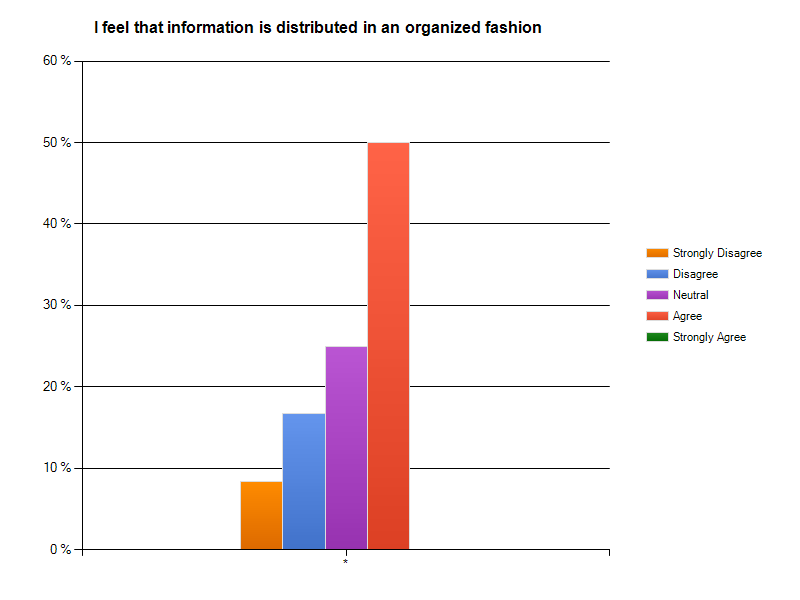 I feel that information is distributed in an organized fashion
60 %
50 %
40 %
30 %
20 %
10 %
0 %
*
Strongly Disagree
Disagree
Neutral
Agree
Strongly Agree